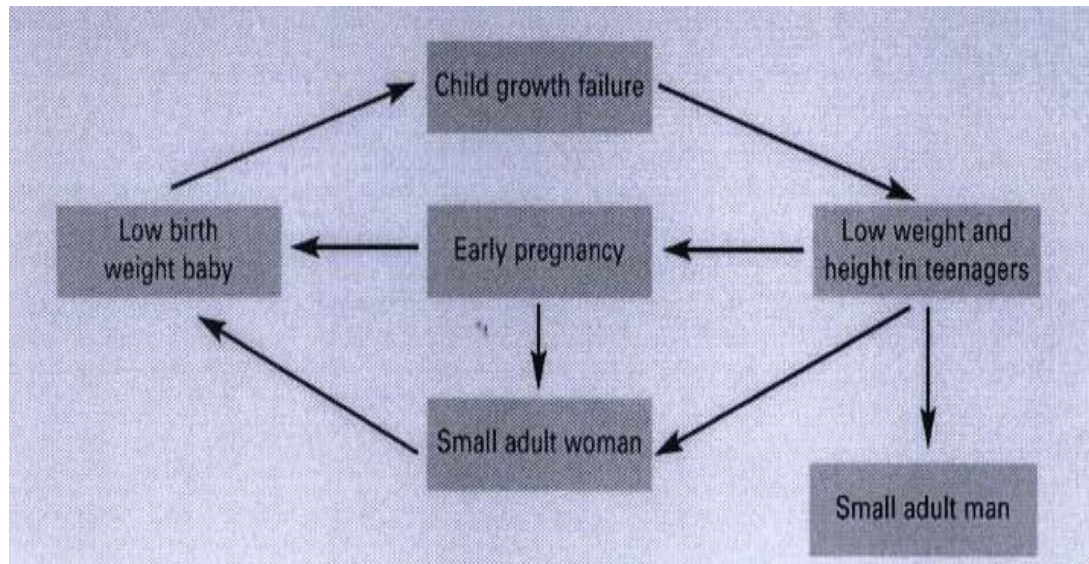 Child growth failure
Low birth
weight baby
Early pregnancy
Low weight and
height in teenagers
Small adult woman
Small adult man